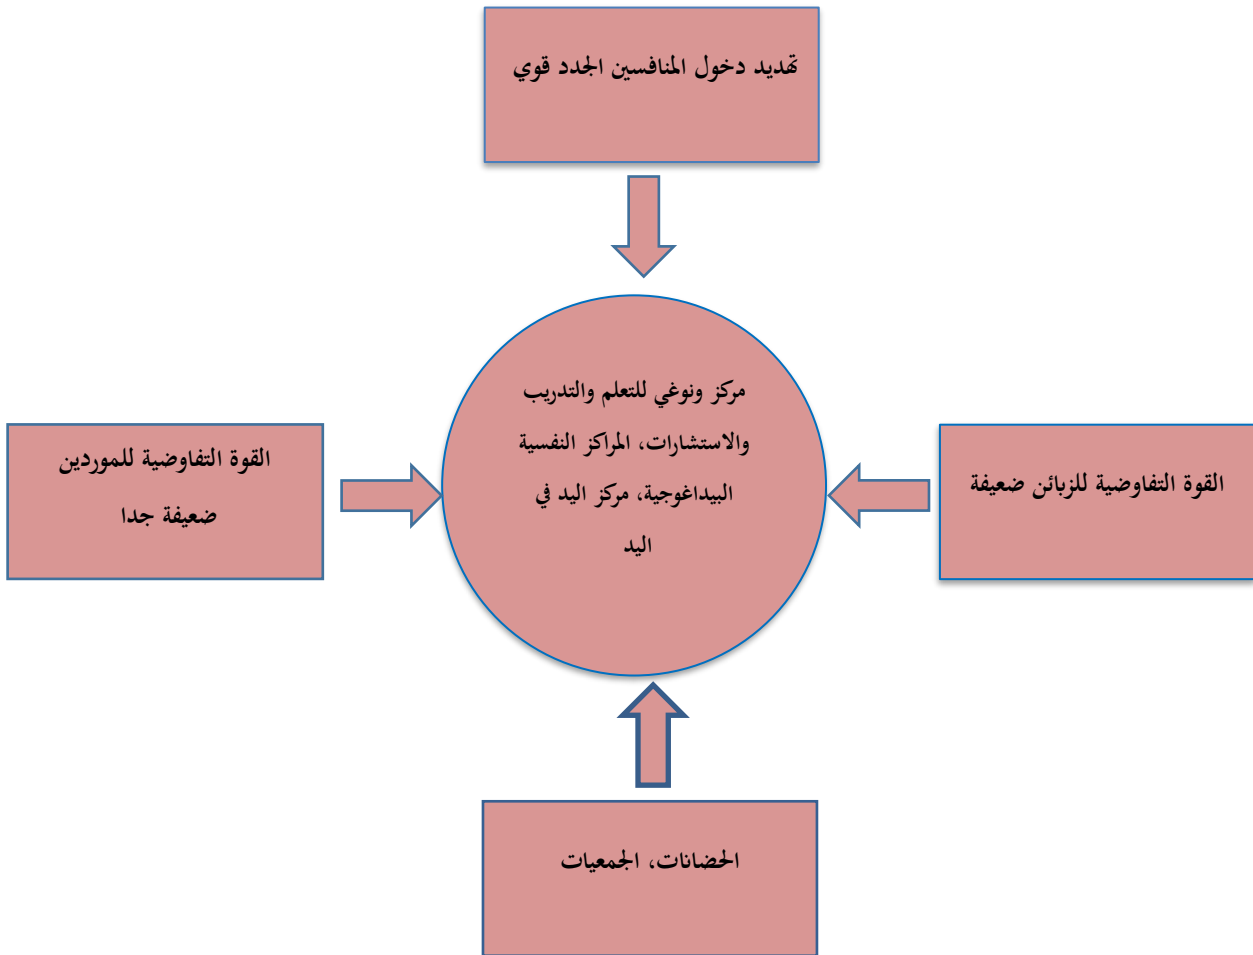 تهديد دخول المنافسين الجدد قوي
مركز ونوغي للتعلم والتدريب
والاستشارات، المراكز النفسية
البيداغوجية، مركز اليد في
اليد
القوة التفاوضية للزبائن ضعيفة
القوة التفاوضية للموردين
ضعيفة جدا
الحضانات، الجمعيات